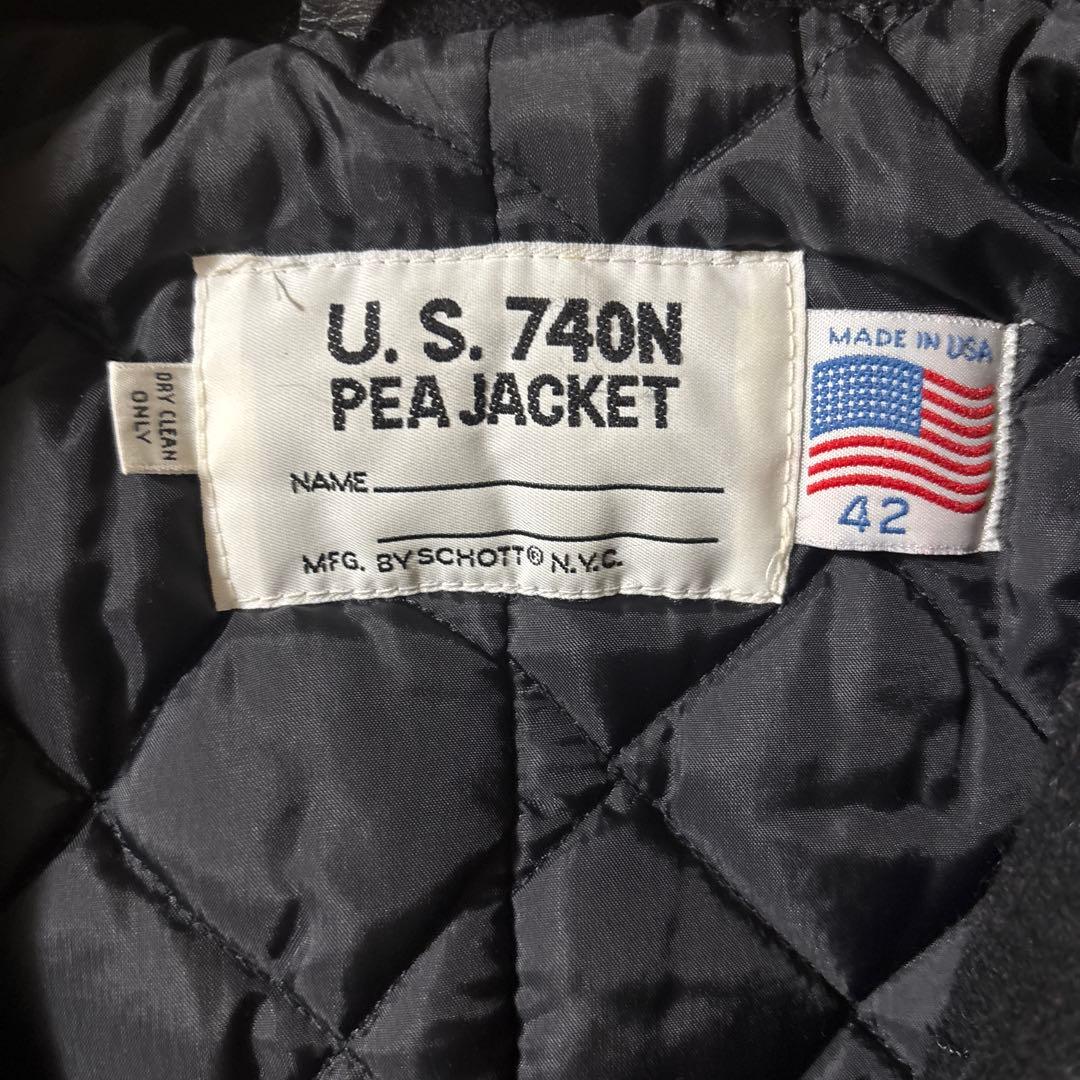 U. S. 740N
PEA JACKET
NAME
MFG. BY SCHOTT® N.Y.C.
DRY CLEAN
ONLY
MADE IN USA
42